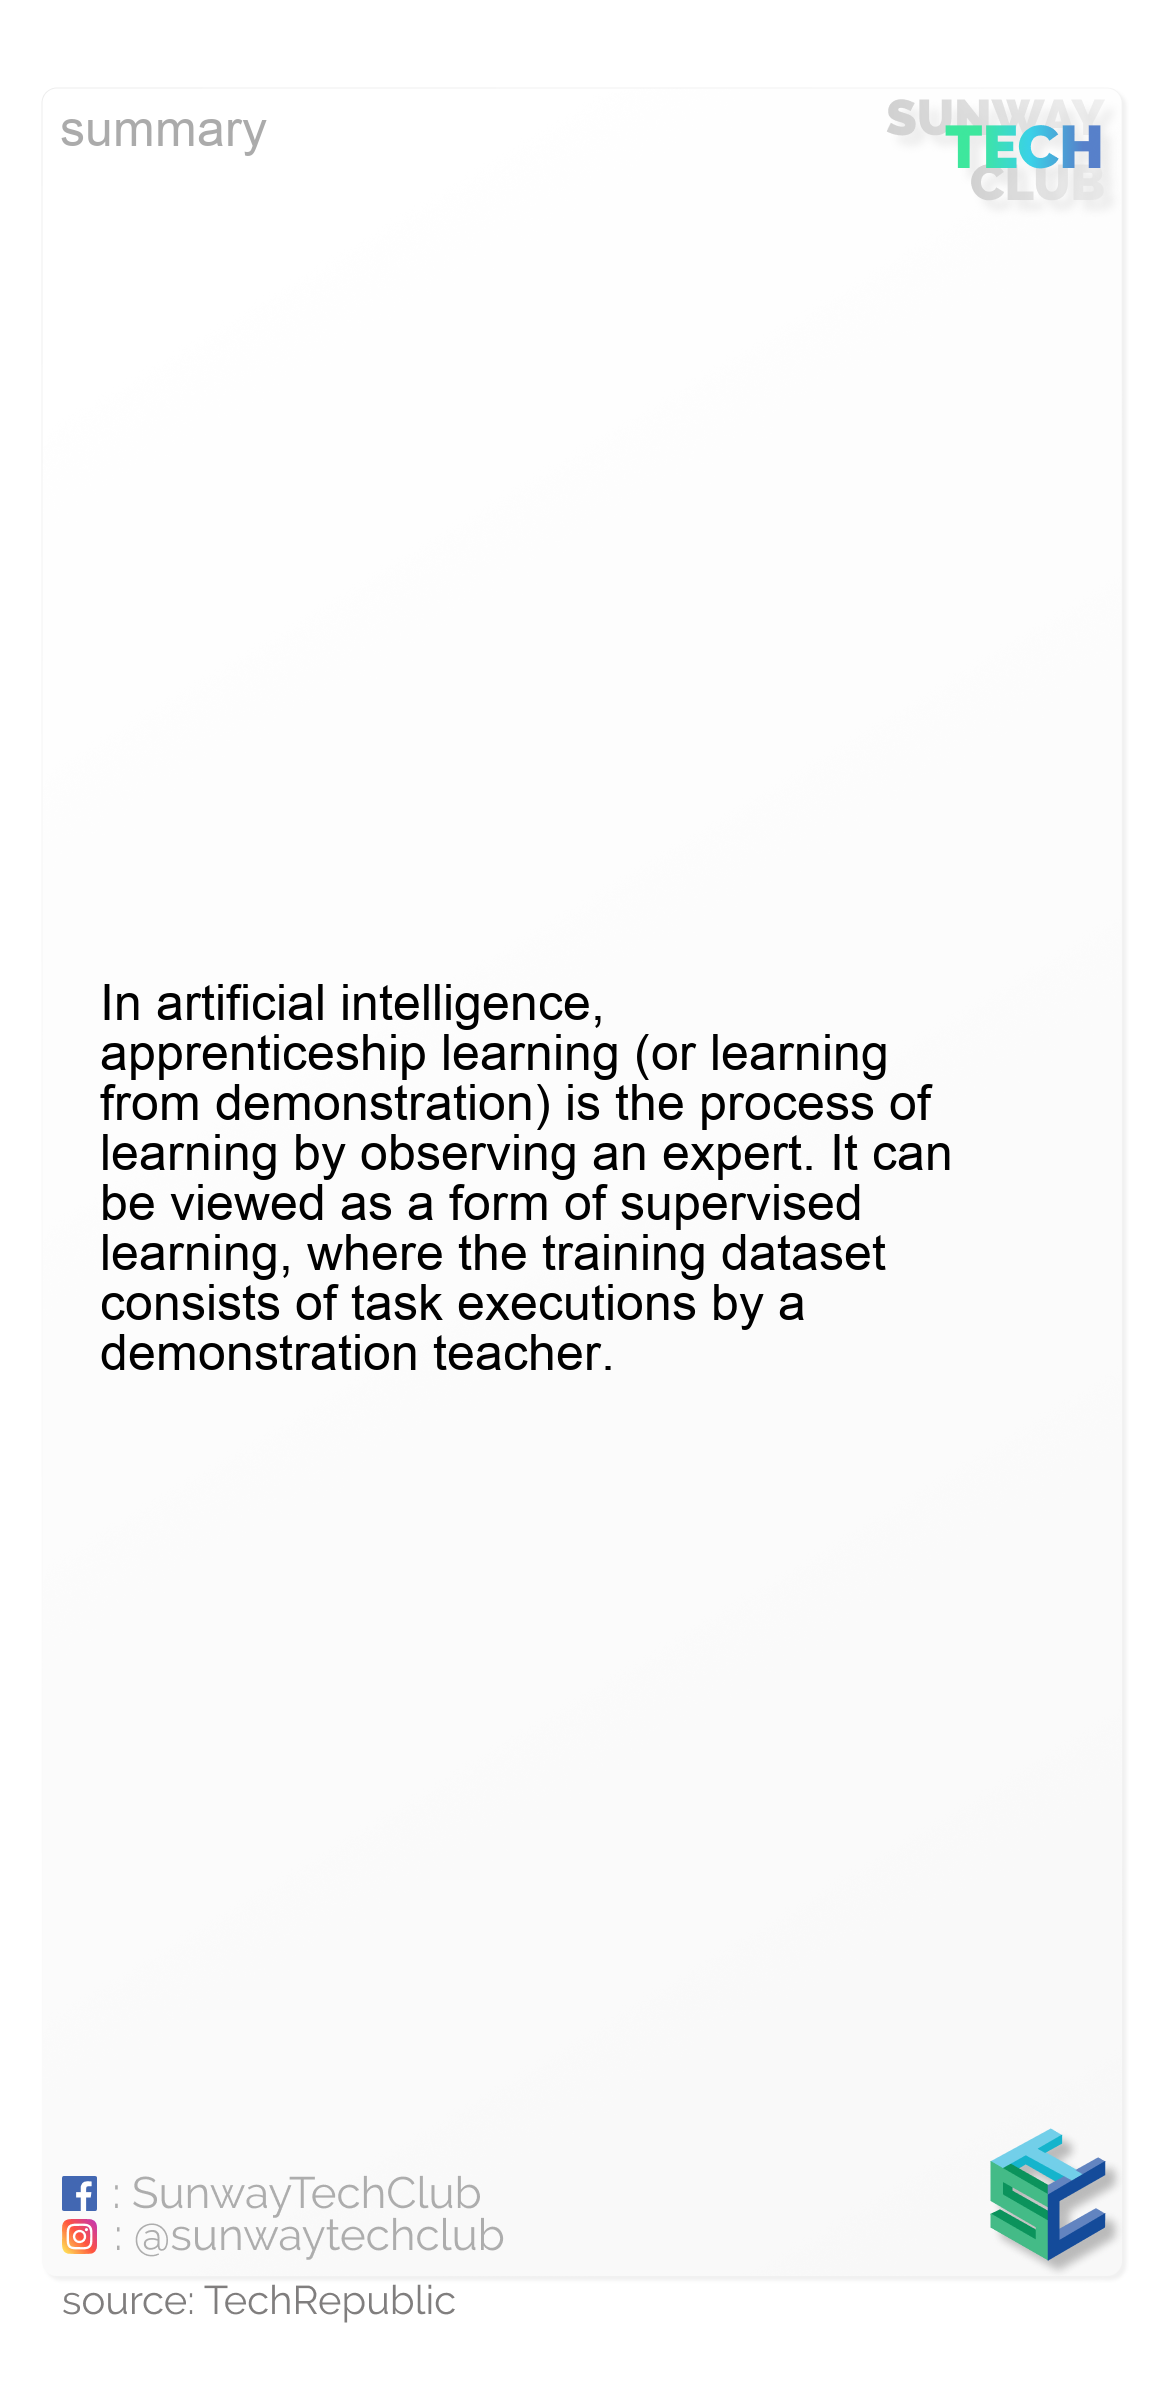 summary
SUNWAY
TECH
CLUB
In artificial intelligence,
apprenticeship learning (or learning
from demonstration) is the process of
learning by observing an expert. It can
be viewed as a form of supervised
learning, where the training dataset
consists of task executions by a
demonstration teacher.
: SunwayTechClub
: @sunwaytechclub
STC
source: TechRepublic